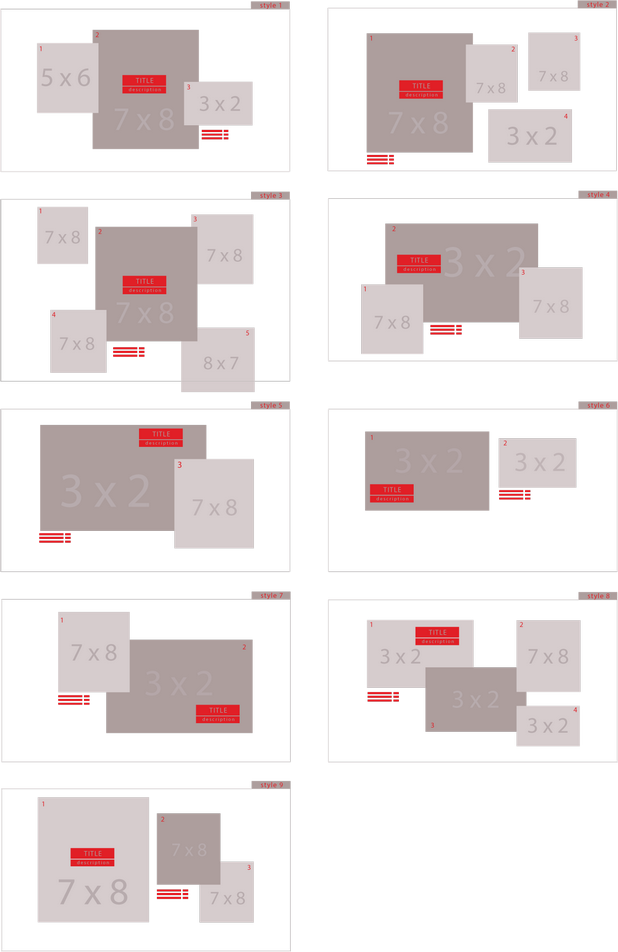 style 1
1
2
5 x 6
TITLE
description
3
3 x 2
7 x 8
style 2
1
2
3
TITLE
description
7 x 8
7 x 8
7 x 8
4
3 x 2
style 3
1
2
3
7 x 8
7 x 8
TITLE
description
7 x 8
4
5
7 x 8
8 x 7
style 4
2
TITLE
description
3 x 2
3
1
7 x 8
7 x 8
style 5
TITLE
description
3
3 x 2
7 x 8
style 6
1
2
3 x 2
3 x 2
TITLE
description
style 7
1
2
7 x 8
3 x 2
TITLE
description
style 8
1
2
TITLE
description
3 x 2
7 x 8
3 x 2
4
3
3 x 2
style 9
1
2
7 x 8
TITLE
description
3
7 x 8
7 x 8